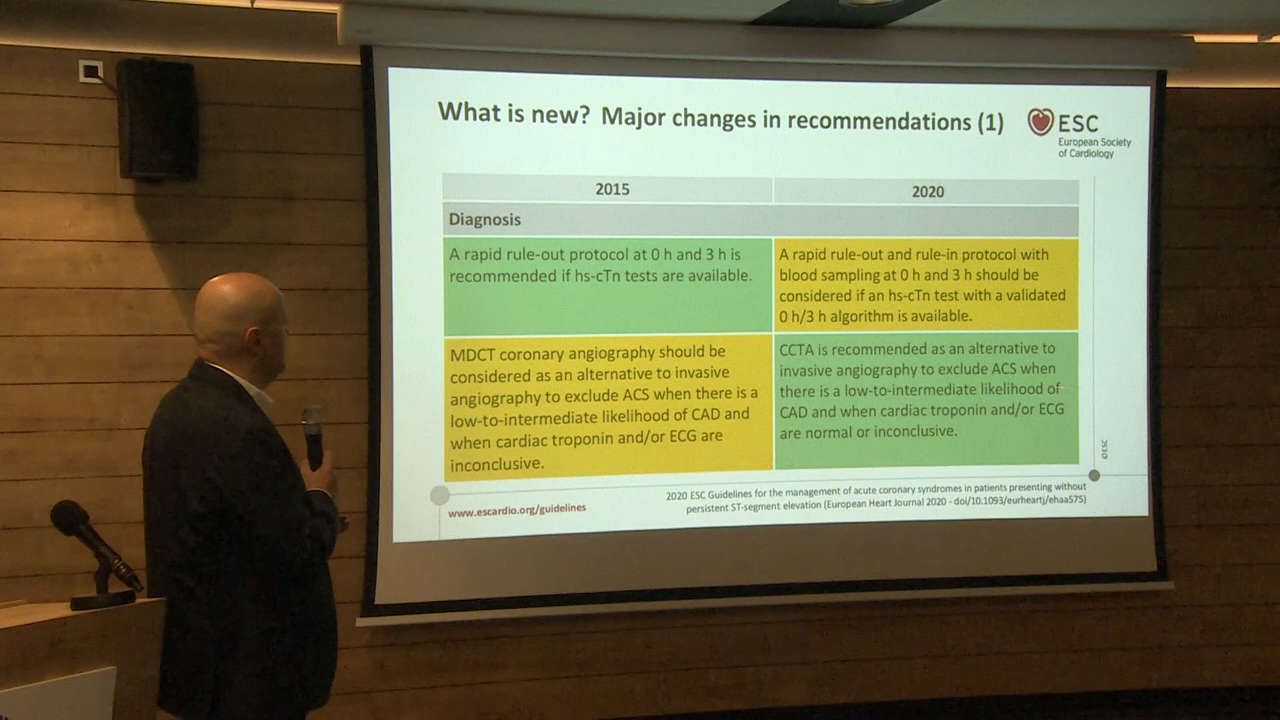 What is new? Major changes in recommendations (1)
ESC
European Society
of Cardiology
2015
2020
Diagnosis
A rapid rule-out protocol at 0 h and 3 h is
recommended if hs-cTn tests are available.
A rapid rule-out and rule-in protocol with
blood sampling at 0 h and 3 h should be
considered if an hs-cTn test with a validated
0 h/3 h algorithm is available.
MDCT coronary angiography should be
considered as an alternative to invasive
angiography to exclude ACS when there is a
low-to-intermediate likelihood of CAD and
when cardiac troponin and/or ECG are
inconclusive.
CCTA is recommended as an alternative to
invasive angiography to exclude ACS when
there is a low-to-intermediate likelihood of
CAD and when cardiac troponin and/or ECG
are normal or inconclusive.
©ESC
www.escardio.org/guidelines
2020 ESC Guidelines for the management of acute coronary syndromes in patients presenting without
persistent ST-segment elevation (European Heart Journal 2020 - doi/10.1093/eurheartj/ehaa575)